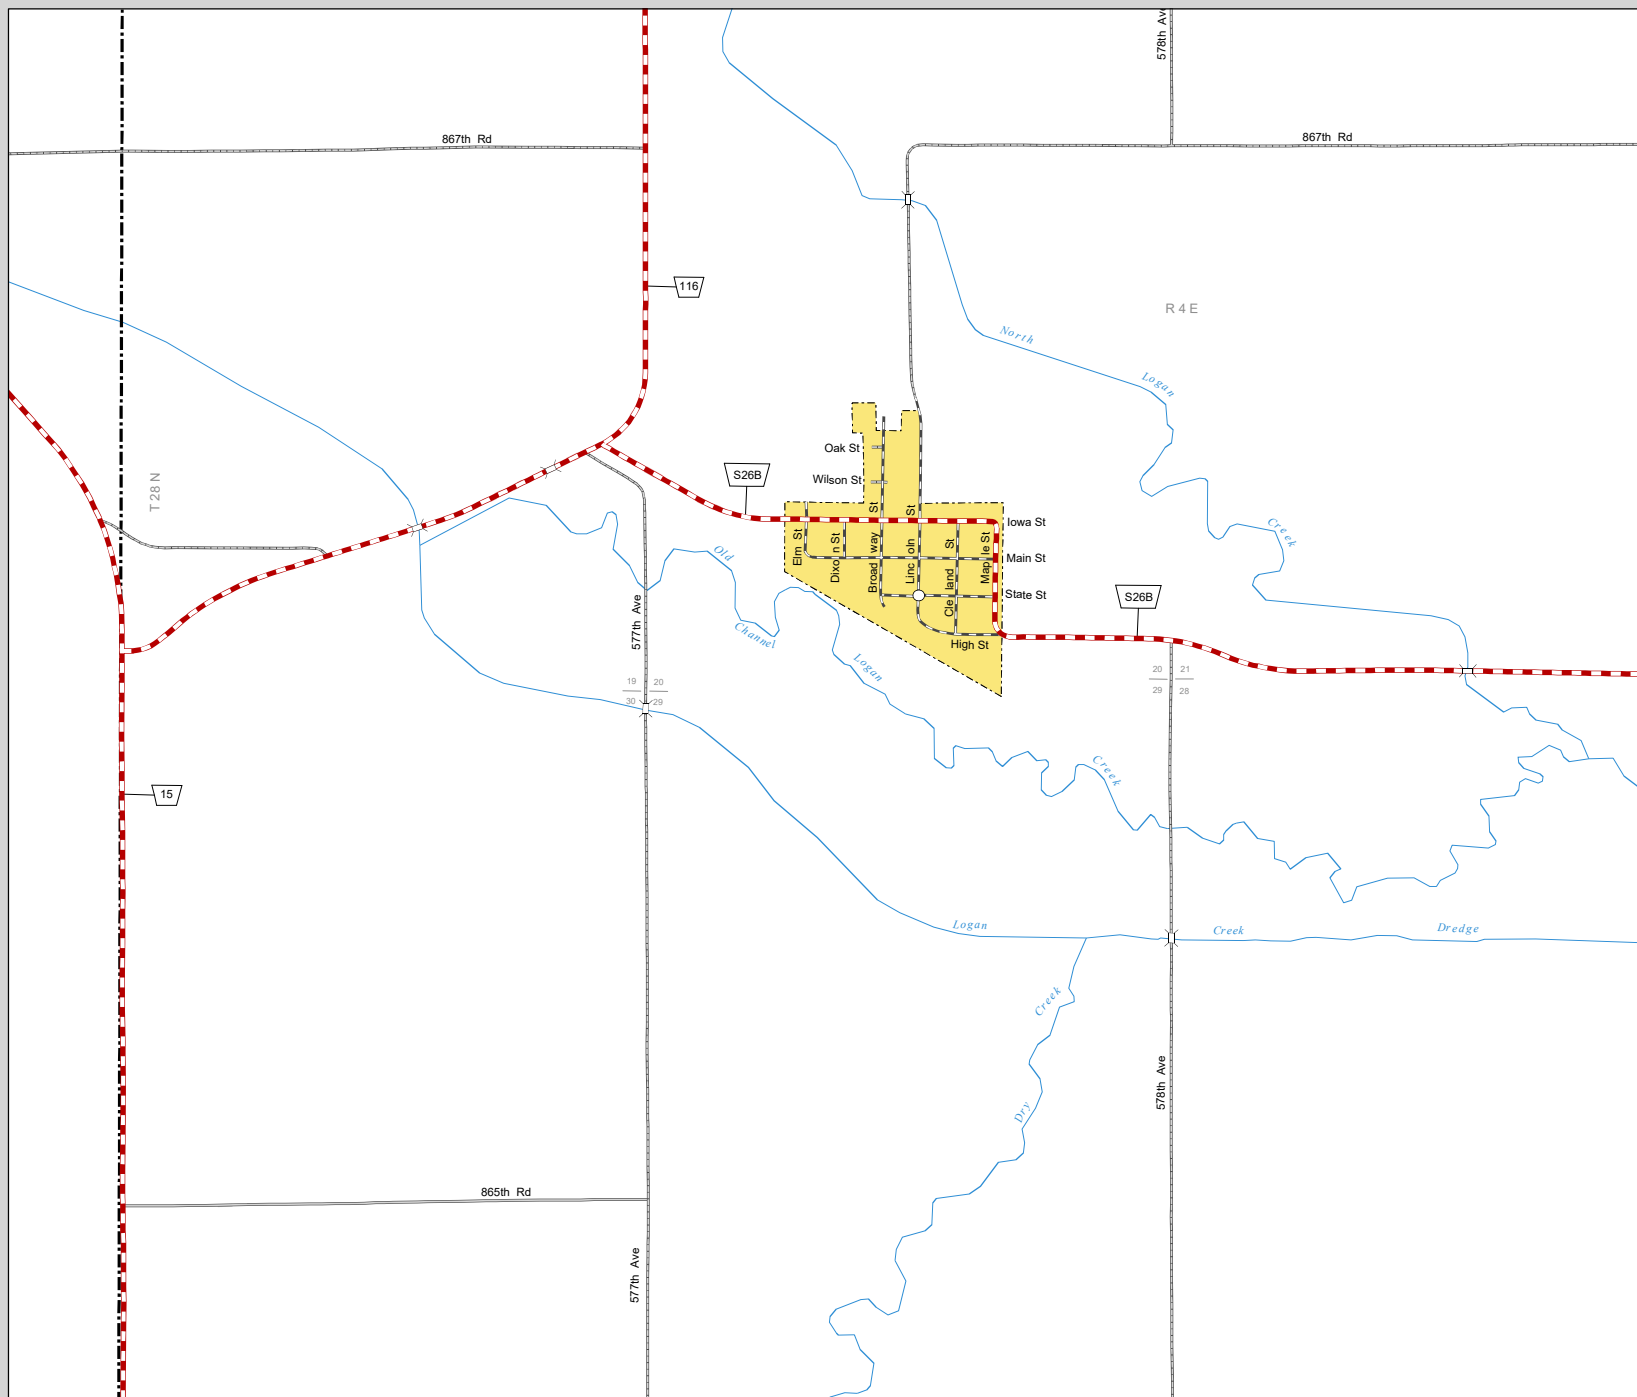 578th Ave
867th Rd
867th Rd
116
R 4 E
North
Logan
Creek
T 28 N
Oak St
Wilson St
S26B
Iowa St
Main St
State St
High St
Elm St
Dixon St
Broadway St
Lincoln St
Cleland St
Maple St
Old
Channel
Logan
Creek
577th Ave
S26B
19 20
30 29
20 21
29 28
15
Logan Creek Dredge
Dry Creek
578th Ave
865th Rd
577th Ave